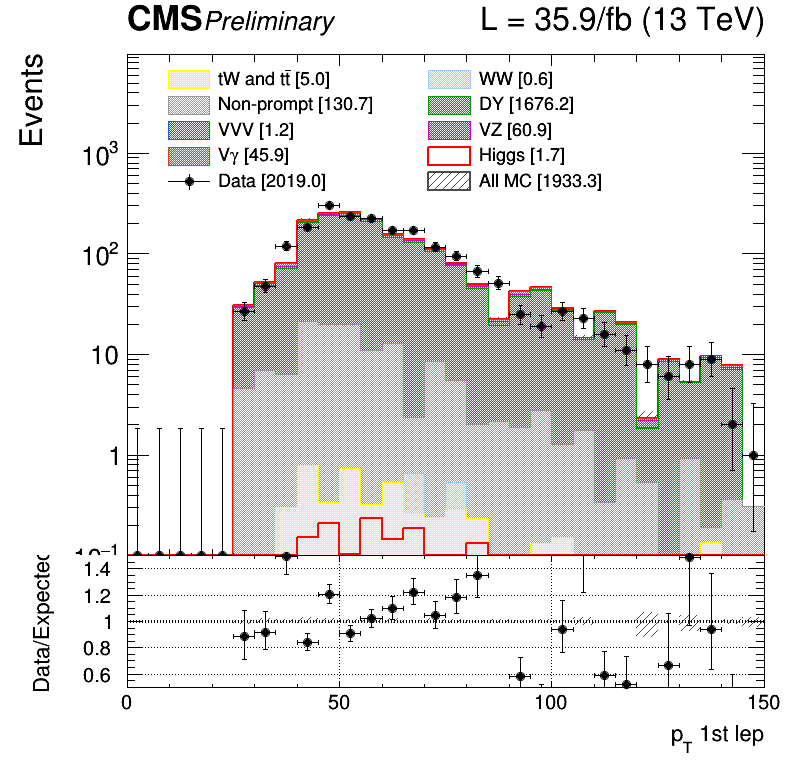 CMS Preliminary L = 35.9/fb (13 TeV)
Events
tW and tt̄ [5.0] WW [0.6]
Non-prompt [130.7] DY [1676.2]
VVV [1.2] VZ [60.9]
Vγ [45.9] Higgs [1.7]
Data [2019.0] All MC [1933.3]
10³
10²
10
1
10⁻¹
Data/Expected
1.4
1.2
1
0.8
0.6
0 50 100 150
p_T 1st lep